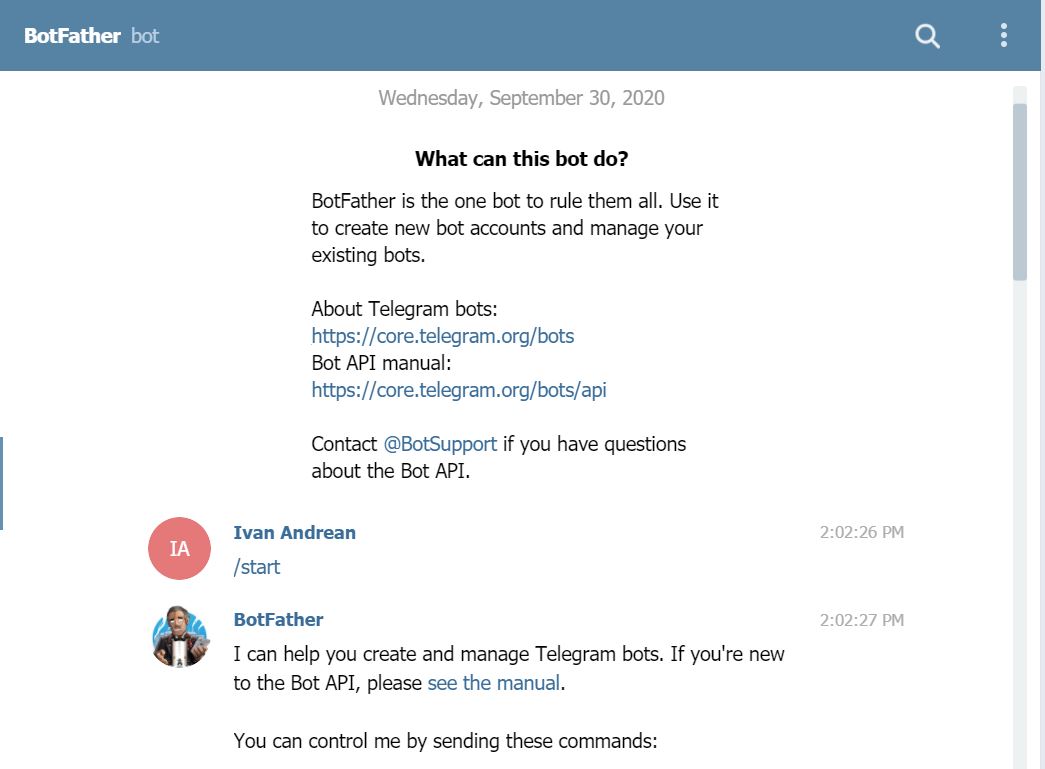 BotFather bot
Wednesday, September 30, 2020
What can this bot do?
BotFather is the one bot to rule them all. Use it
to create new bot accounts and manage your
existing bots.
About Telegram bots:
https://core.telegram.org/bots
Bot API manual:
https://core.telegram.org/bots/api
Contact @BotSupport if you have questions
about the Bot API.
Ivan Andrean 2:02:26 PM
IA
/start
BotFather 2:02:27 PM
I can help you create and manage Telegram bots. If you're new
to the Bot API, please see the manual.
You can control me by sending these commands: